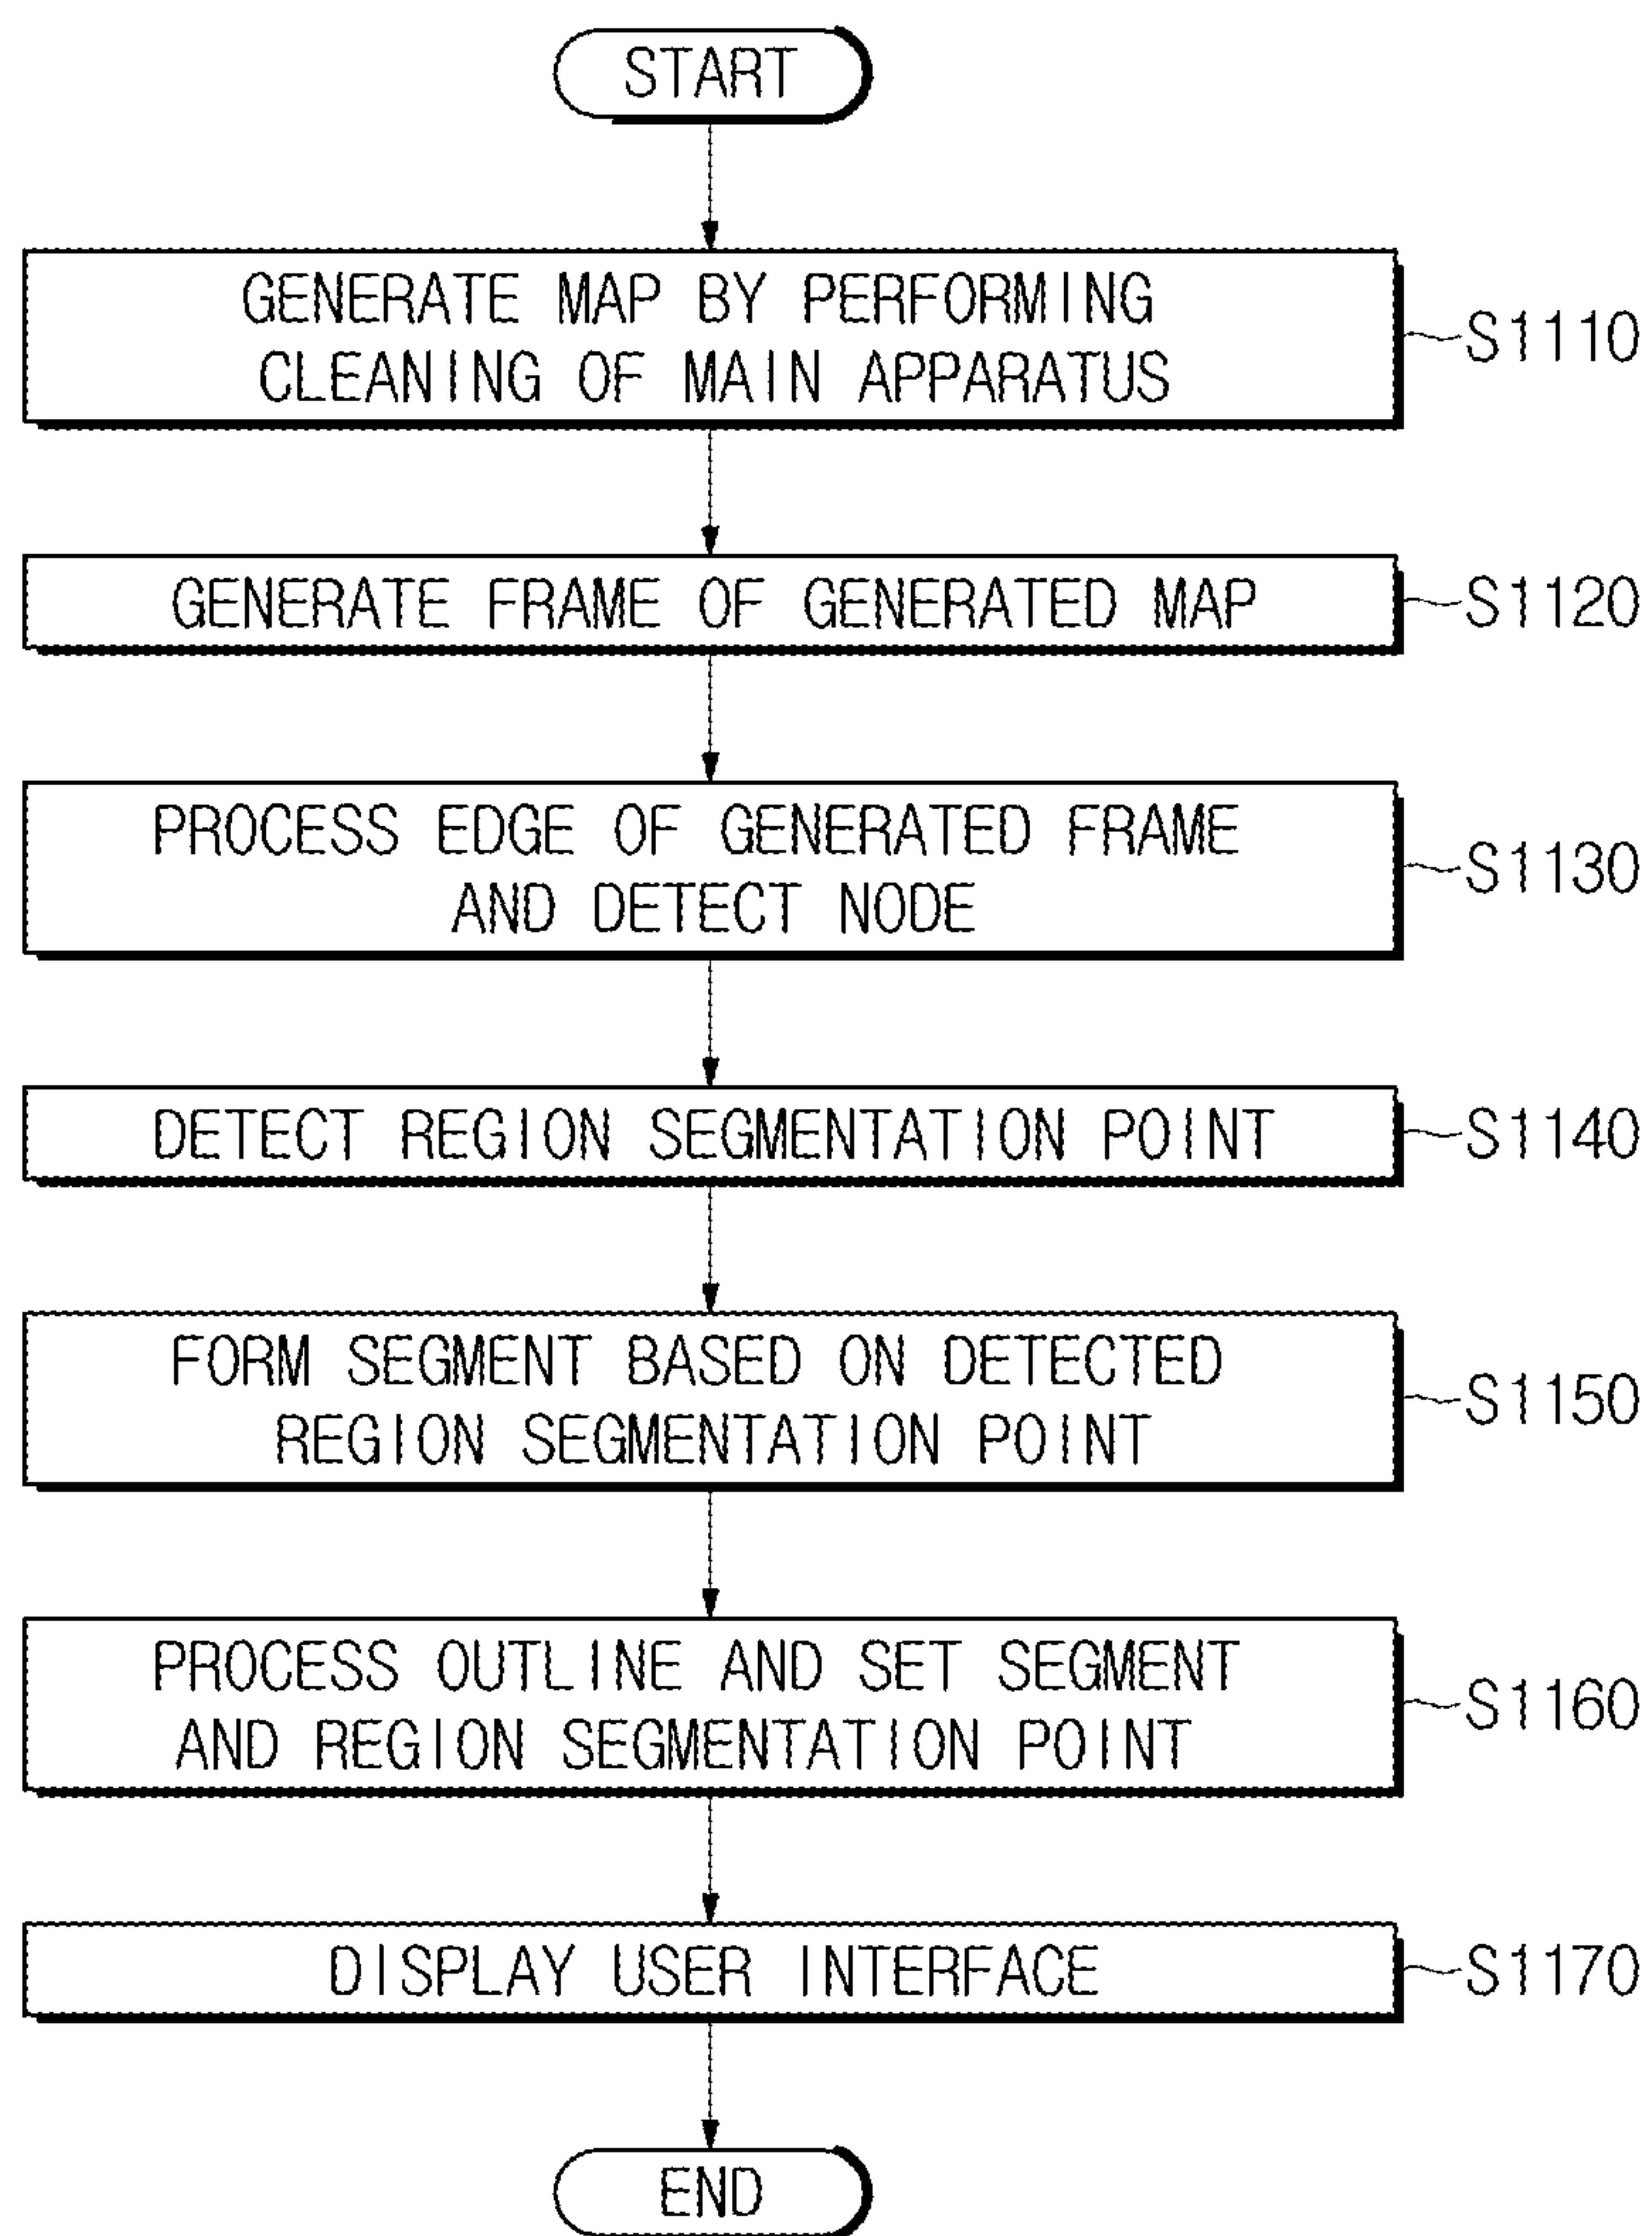 START
GENERATE MAP BY PERFORMING
CLEANING OF MAIN APPARATUS
S1110
GENERATE FRAME OF GENERATED MAP
S1120
PROCESS EDGE OF GENERATED FRAME
AND DETECT NODE
S1130
DETECT REGION SEGMENTATION POINT
S1140
FORM SEGMENT BASED ON DETECTED
REGION SEGMENTATION POINT
S1150
PROCESS OUTLINE AND SET SEGMENT
AND REGION SEGMENTATION POINT
S1160
DISPLAY USER INTERFACE
S1170
END